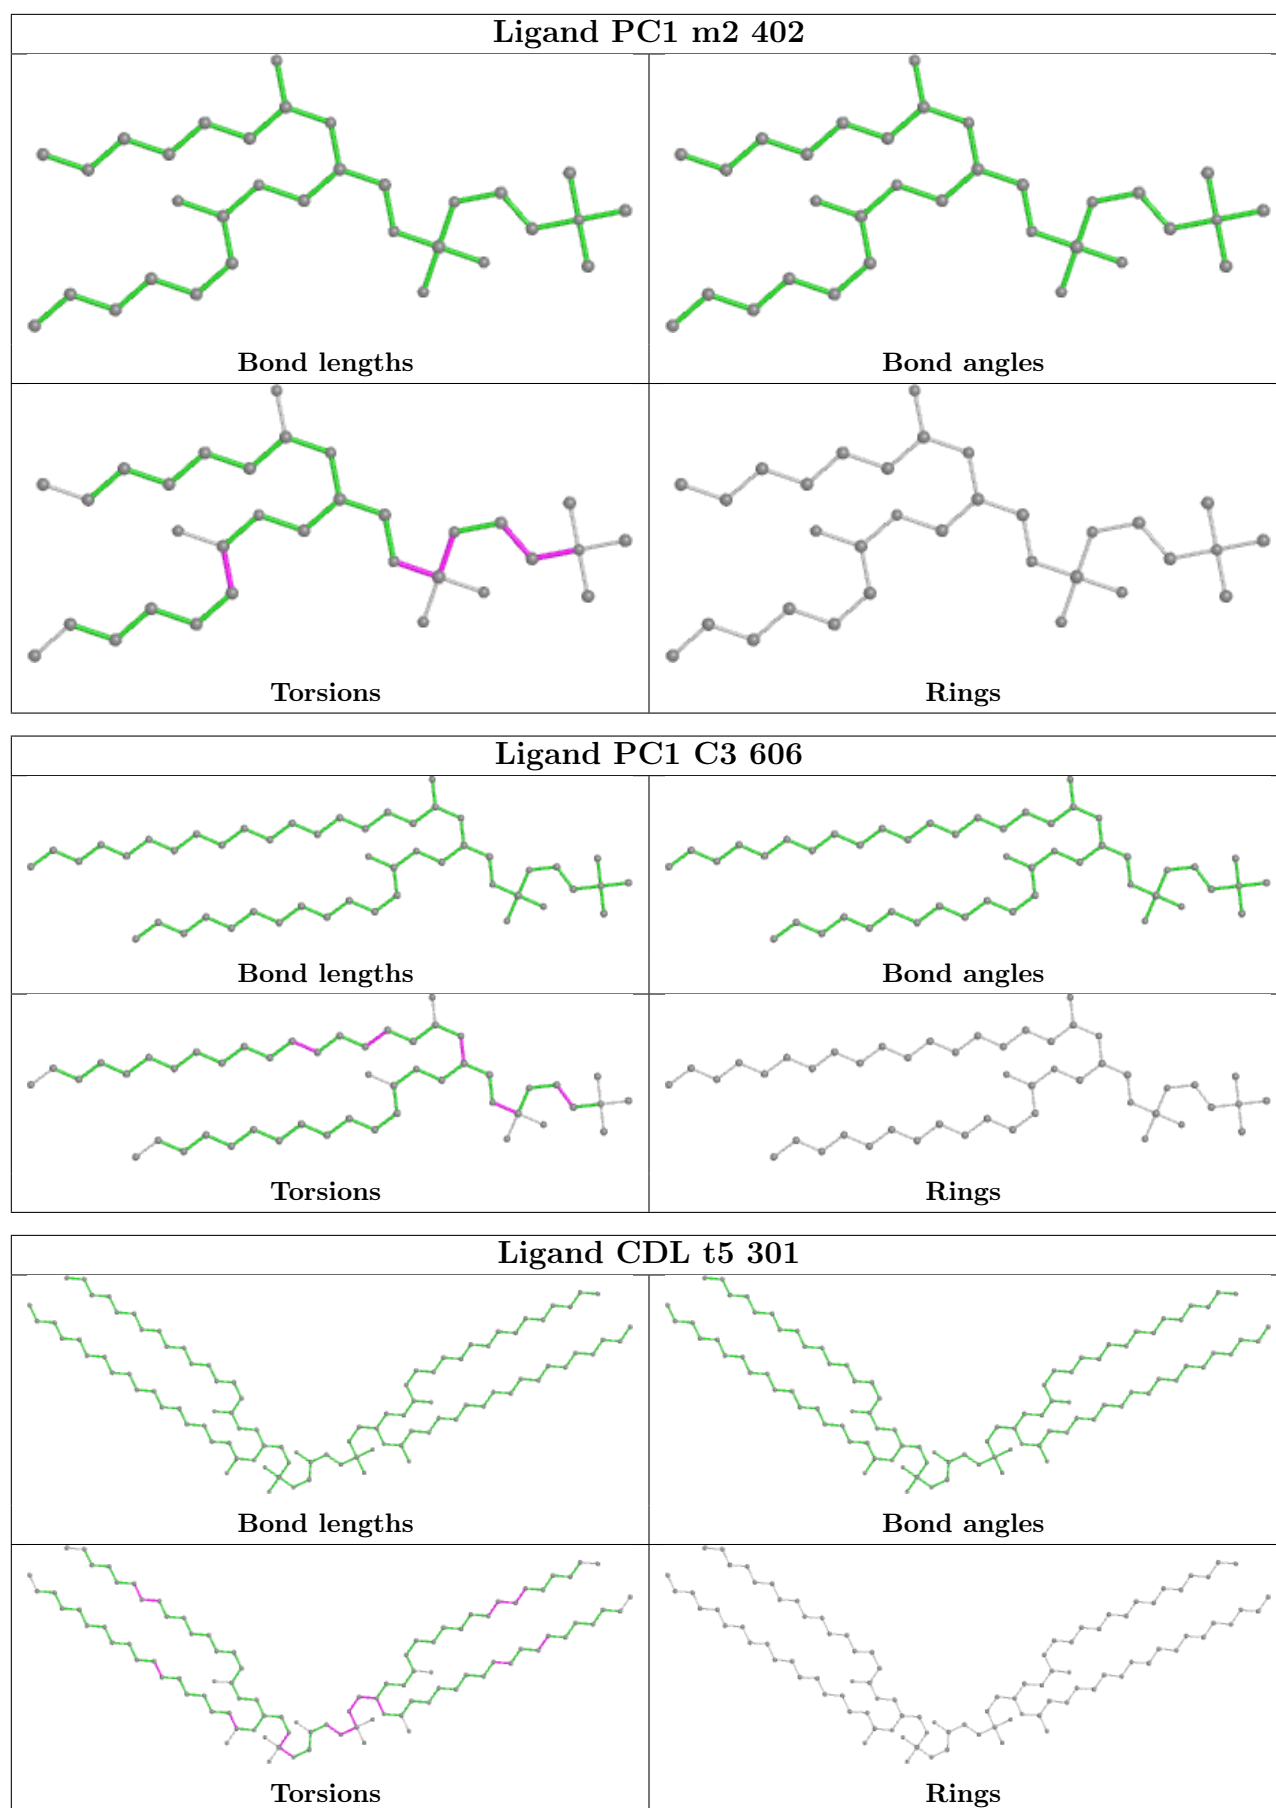 Ligand PC1 m2 402
Bond lengths
Bond angles
Torsions
Rings
Ligand PC1 C3 606
Bond lengths
Bond angles
Torsions
Rings
Ligand CDL t5 301
Bond lengths
Bond angles
Torsions
Rings